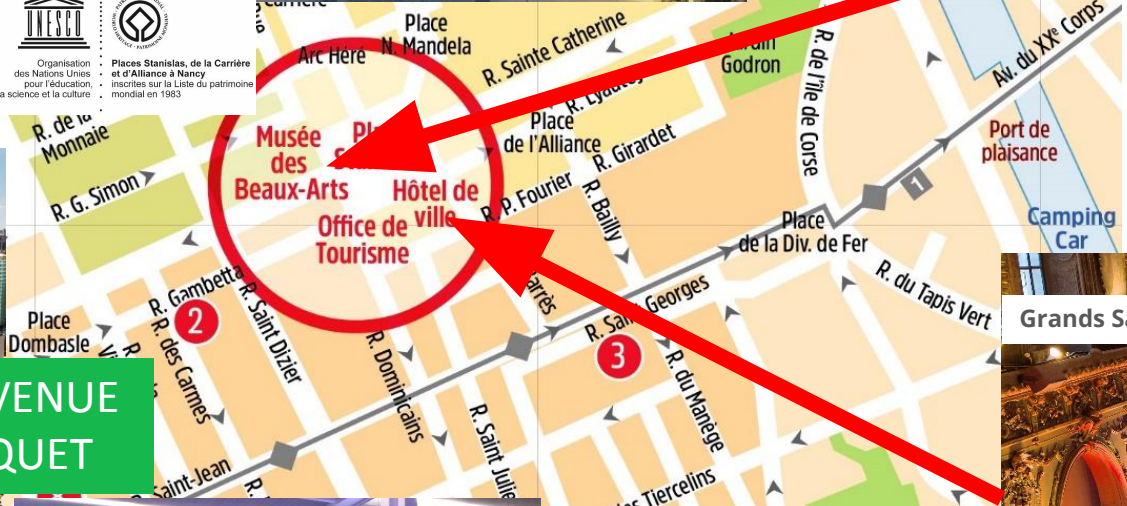 UNESCO
Organisation
des Nations Unies
pour l'éducation,
la science et la culture
Places Stanislas, de la Carrière
et d'Alliance à Nancy
inscrites sur la Liste du patrimoine
mondial en 1983
Place
N. Mandela
Arc Héré
R. Sainte Catherine
R. Lyautey
Godron
R. de l'île de Corse
Av. du XXe Corps
R. de la
Monnaie
Musée
des
Beaux-Arts
Place
de l'Alliance
R. Girardet
Port de
plaisance
R. G. Simon
Hôtel de
ville
R. P. Fourier
R. Bailly
1
Office de
Tourisme
Place
de la Div. de Fer
Camping
Car
R. Gambetta
2
R. Saint Dizier
R. des Carmes
Place
Dombasle
R. Saint Georges
3
R. du Tapis Vert
Grands
R. Dominicains
R. du Manège
VENUE
QUET
Saint-Jean
R. Saint
Tiercelins